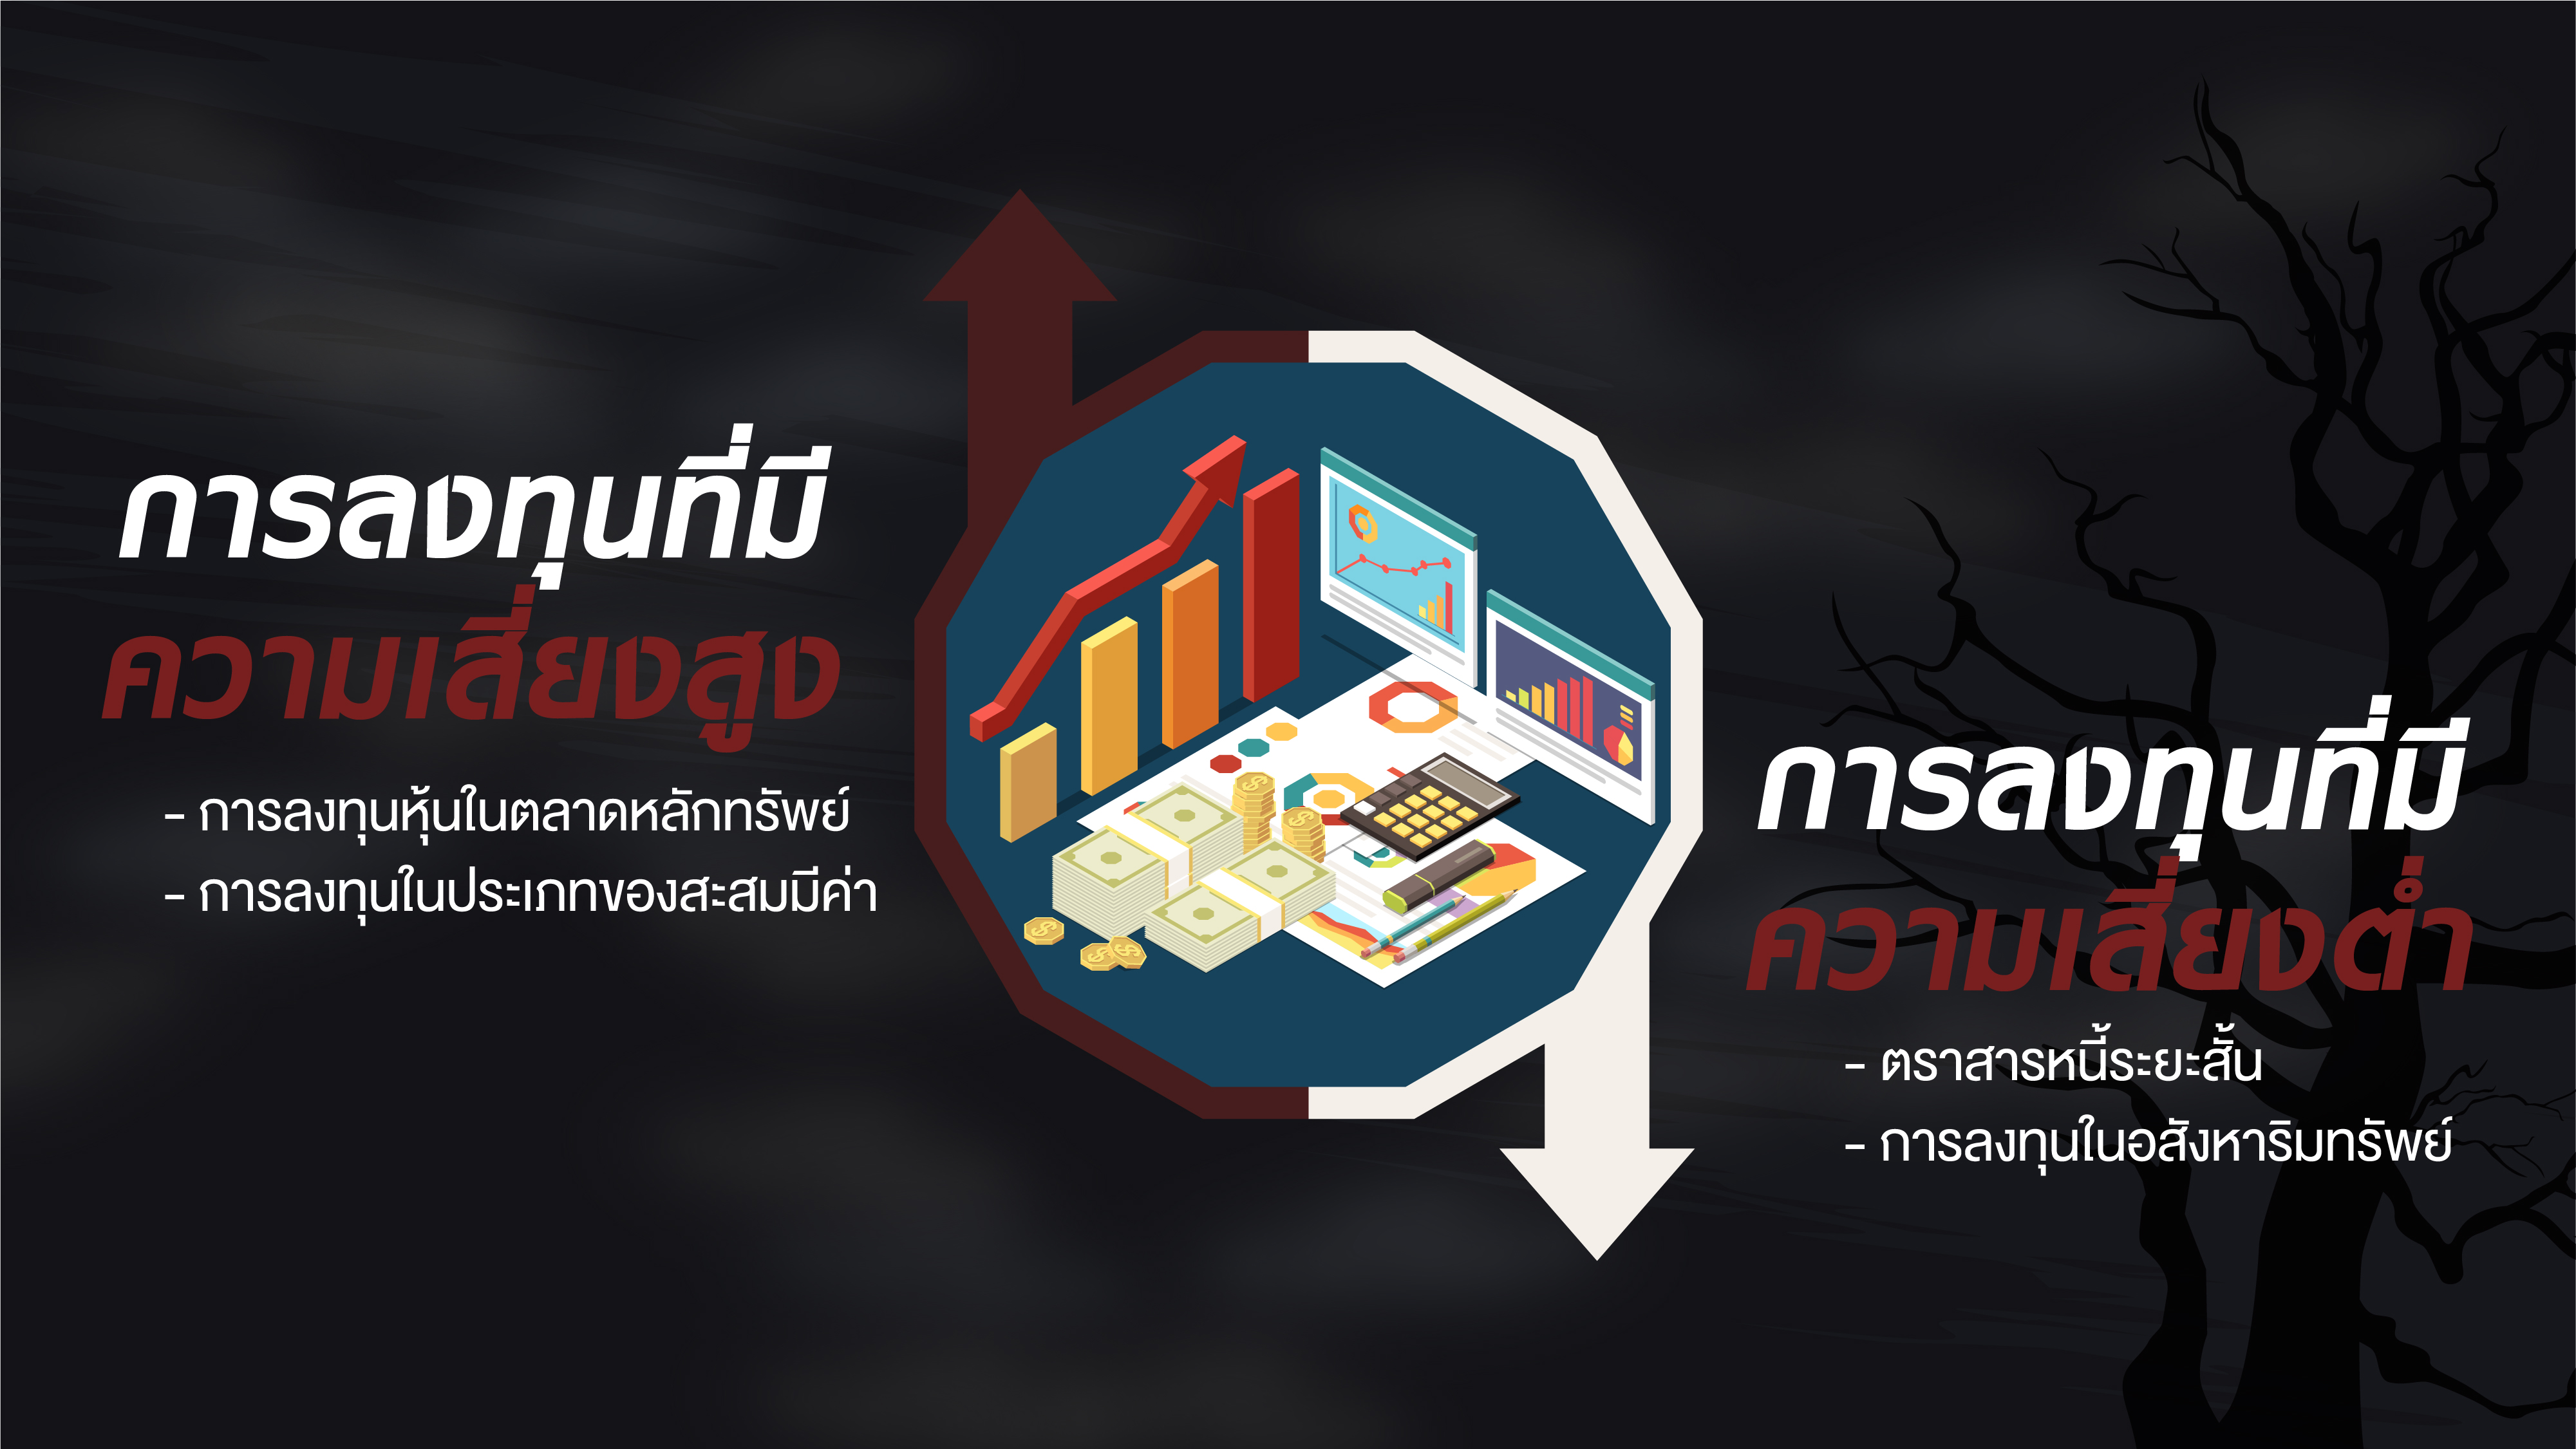 การลงทุนที่มี
ความเสี่ยงสูง
- การลงทุนหุ้นในตลาดหลักทรัพย์
- การลงทุนในประเภทของสะสมมีค่า
การลงทุนที่มี
ความเสี่ยงต่ำ
- ตราสารหนี้ระยะสั้น
- การลงทุนในอสังหาริมทรัพย์